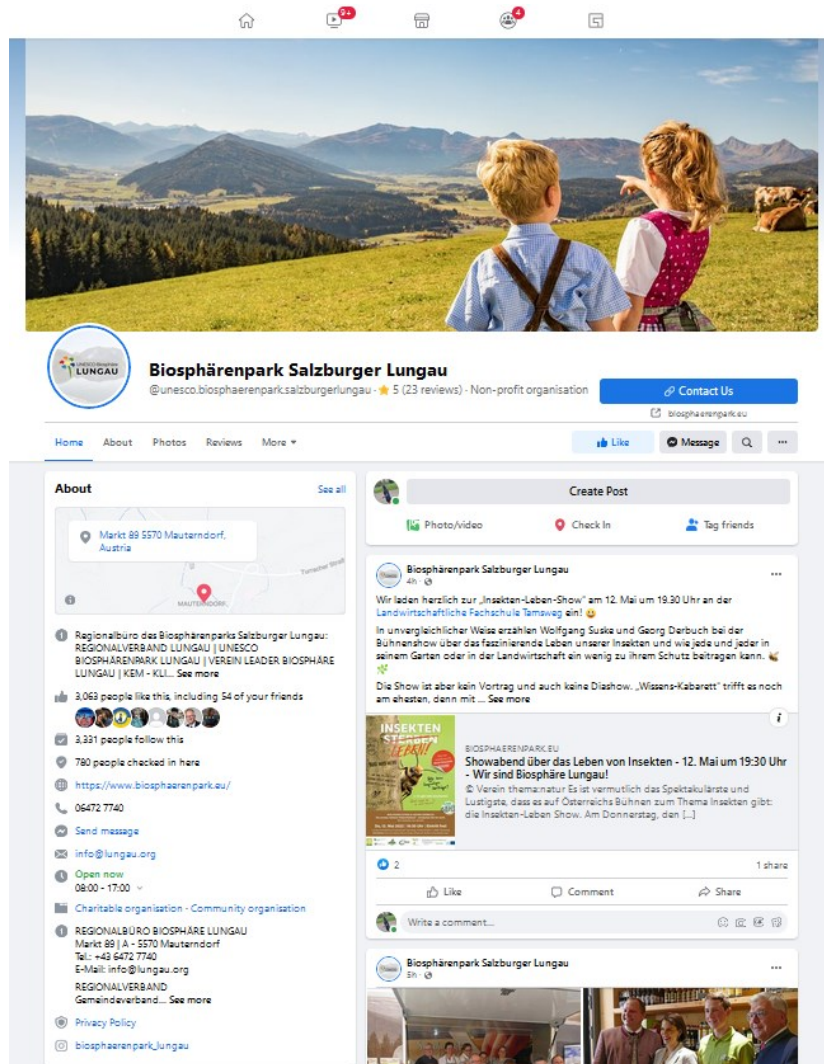 9+
4
UNESCO Biosphäre
LUNGAU
Biosphärenpark Salzburger Lungau
@unesco.biosphaerenpark.salzburgerlungau · 5 (23 reviews) · Non-profit organisation
Contact Us
biosphaerenpark.eu
Home About Photos Reviews More
Like
Message
About
See all
Markt 89 5570 Mauterndorf,
Austria
MAUTERNDORF
Regionalbüro des Biosphärenparks Salzburger Lungau:
REGIONALVERBAND LUNGAU | UNESCO
BIOSPHÄRENPARK LUNGAU | VEREIN LEADER BIOSPHÄRE
LUNGAU | KEM - KLI... See more
3,063 people like this, including 54 of your friends
3,331 people follow this
780 people checked in here
https://www.biosphaerenpark.eu/
06472 7740
Send message
info@lungau.org
Open now
08:00 - 17:00
Charitable organisation · Community organisation
REGIONALBÜRO BIOSPHÄRE LUNGAU
Markt 89 | A - 5570 Mauterndorf
Tel.: +43 6472 7740
E-Mail: info@lungau.org
REGIONALVERBAND
Gemeindeverband... See more
Privacy Policy
biosphaerenpark_lungau
Create Post
Photo/video
Check In
Tag friends
Biosphärenpark Salzburger Lungau
4h ·
Wir laden herzlich zur „Insekten-Leben-Show" am 12. Mai um 19.30 Uhr an der
Landwirtschaftliche Fachschule Tamsweg ein! 😃
In unvergleichlicher Weise erzählen Wolfgang Suske und Georg Derbuch bei der
Bühnenshow über das faszinierende Leben unserer Insekten und wie jede und jeder in
seinem Garten oder in der Landwirtschaft ein wenig zu ihrem Schutz beitragen kann.
Die Show ist aber kein Vortrag und auch keine Diashow. „Wissens-Kabarett" trifft es noch
am ehesten, denn mit ... See more
INSEKTEN
STERBEN
LEBEN!
BIOSPHAERENPARK.EU
Showabend über das Leben von Insekten - 12. Mai um 19:30 Uhr
- Wir sind Biosphäre Lungau!
© Verein thema:natur Es ist vermutlich das Spektakulärste und
Lustigste, dass es auf Österreichs Bühnen zum Thema Insekten gibt:
die Insekten-Leben Show. Am Donnerstag, den [...]
2
1 share
Like
Comment
Share
Write a comment...
Biosphärenpark Salzburger Lungau
5h ·